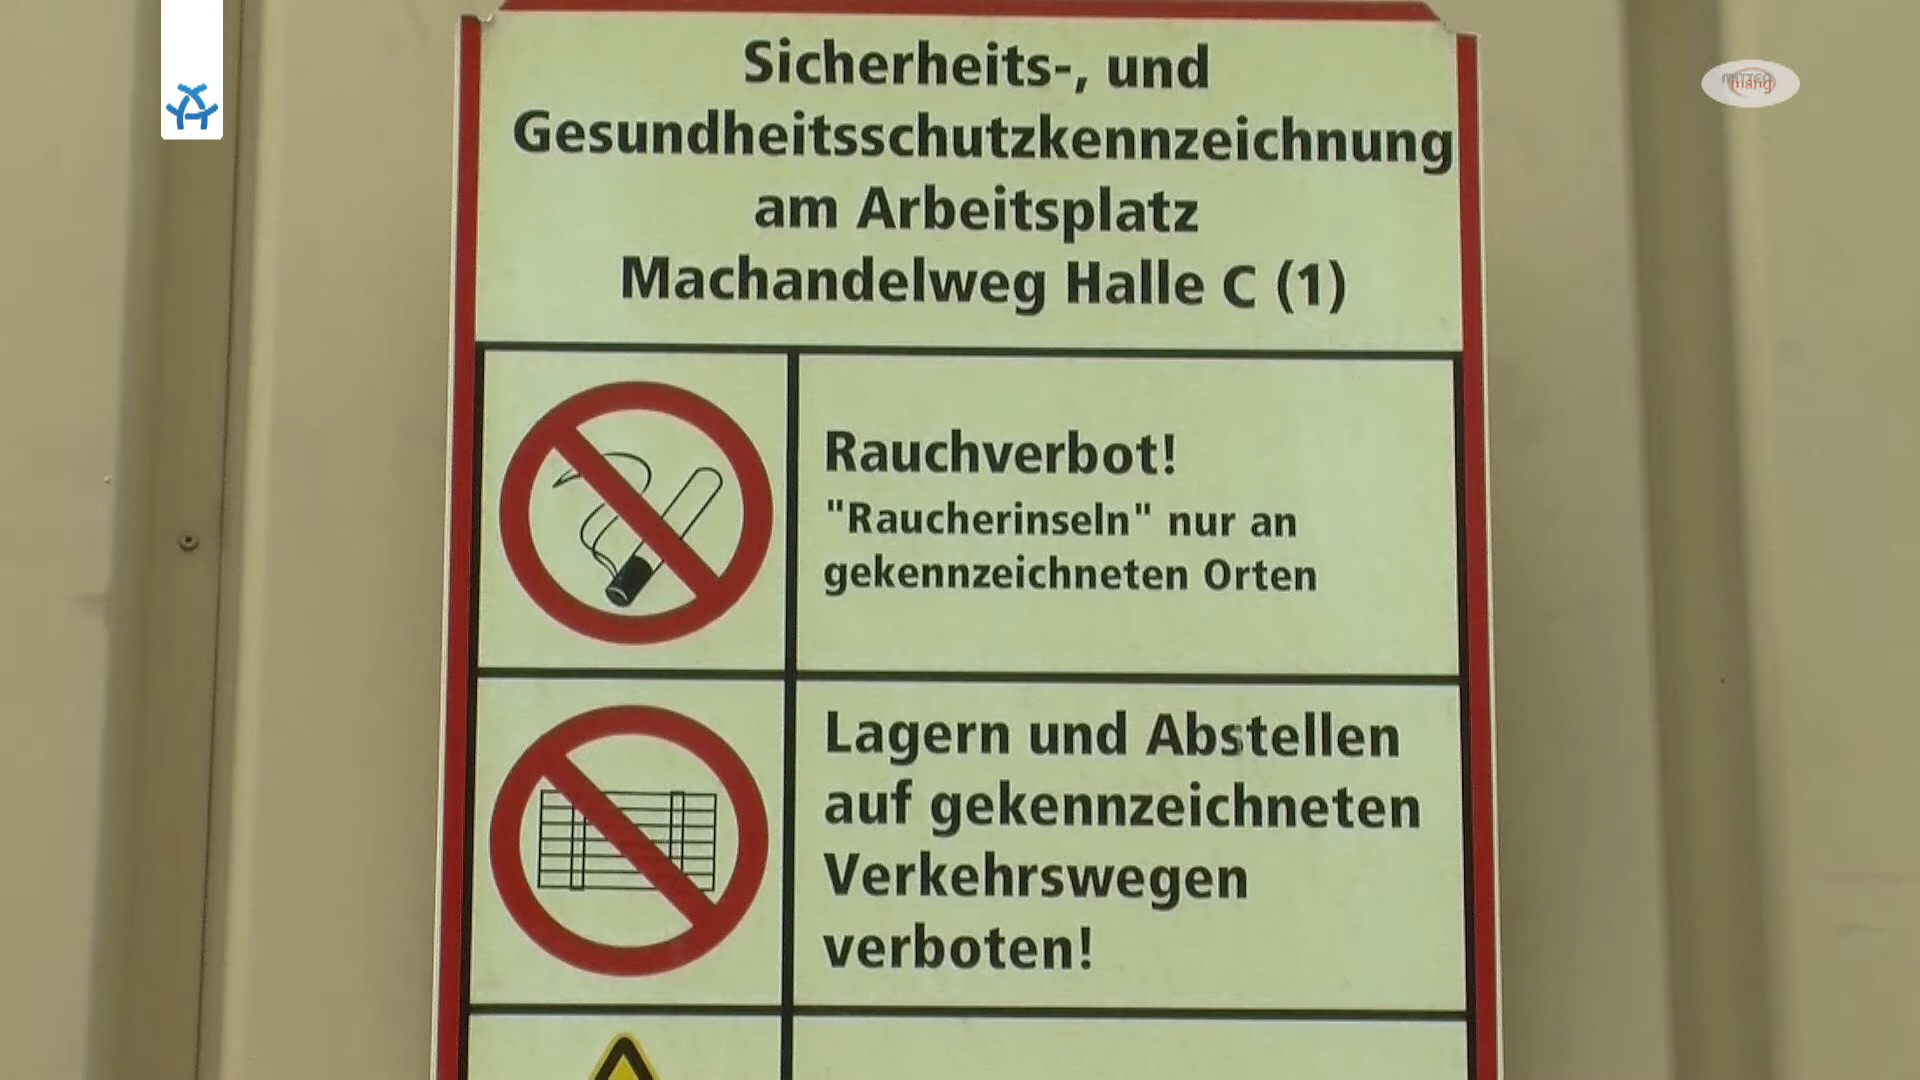 Sicherheits-, und
Gesundheitsschutzkennzeichnung
am Arbeitsplatz
Machandelweg Halle C (1)
Rauchverbot!
"Raucherinseln" nur an
gekennzeichneten Orten
Lagern und Abstellen
auf gekennzeichneten
Verkehrswegen
verboten!